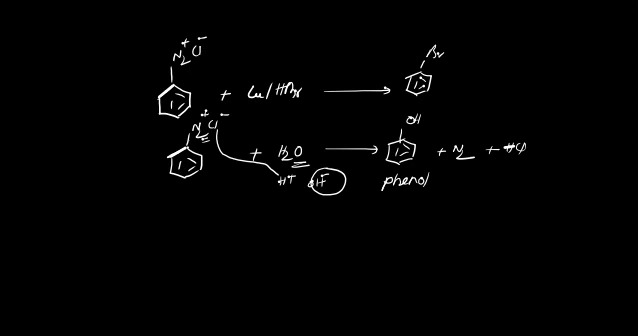 N2+ Cl- + Cu/HBr → Br
N2+ Cl- + H2O → OH + N2 + HCl
H+ OH- phenol